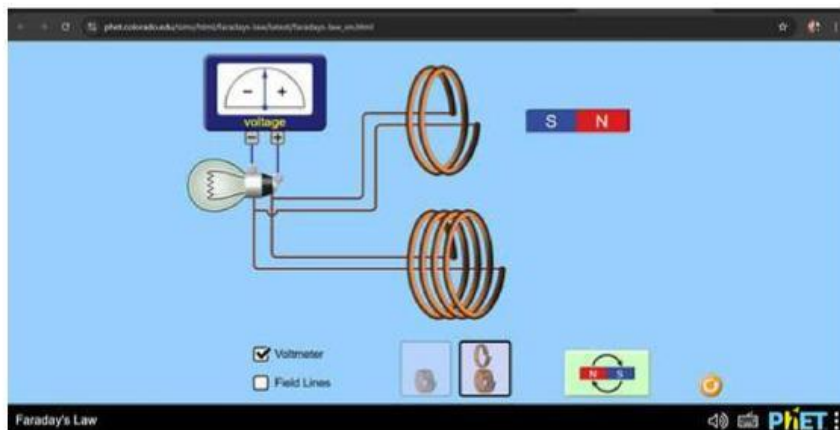 phet.colorado.edu/sims/html/faradays-law/latest/faradays-law_en.html
− +
voltage
− +
S N
Voltmeter
Field Lines
N S
Faraday's Law
PhET